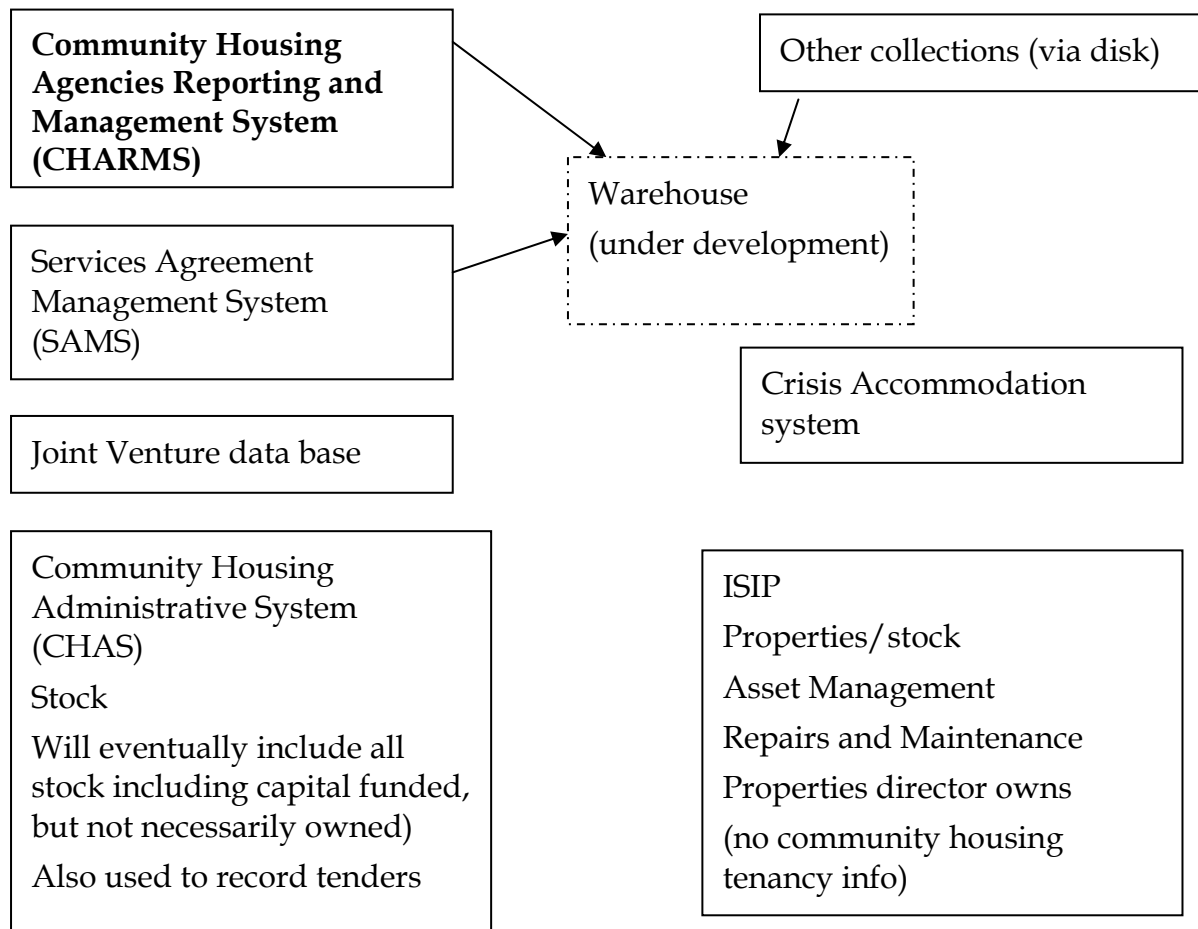 Community Housing
Agencies Reporting and
Management System
(CHARMS)
Other collections (via disk)
Warehouse
(under development)
Services Agreement
Management System
(SAMS)
Crisis Accommodation
system
Joint Venture data base
Community Housing
Administrative System
(CHAS)
Stock
Will eventually include all
stock including capital funded,
but not necessarily owned)
Also used to record tenders
ISIP
Properties/stock
Asset Management
Repairs and Maintenance
Properties director owns
(no community housing
tenancy info)